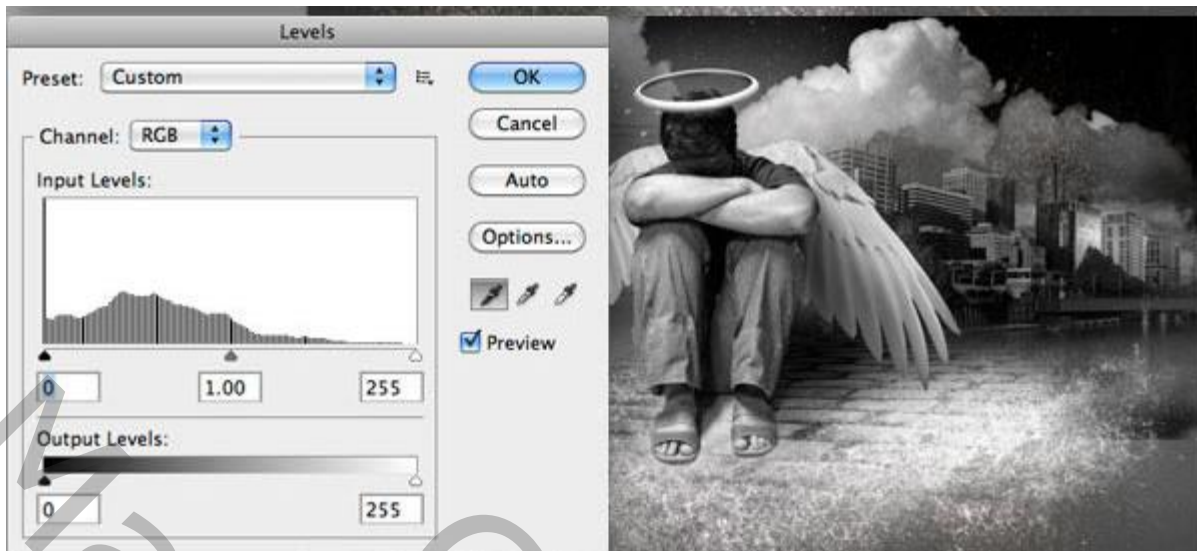 Levels
Preset: Custom
OK
Channel: RGB
Cancel
Input Levels:
Auto
Options...
Preview
0 1.00 255
Output Levels:
0 255